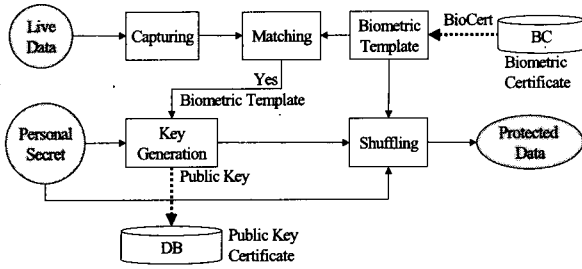 Live
Data
Capturing
Matching
Biometric
Template
BioCert
BC
Biometric
Certificate
Yes
Biometric Template
Personal
Secret
Key
Generation
Shuffling
Protected
Data
Public Key
DB
Public Key
Certificate